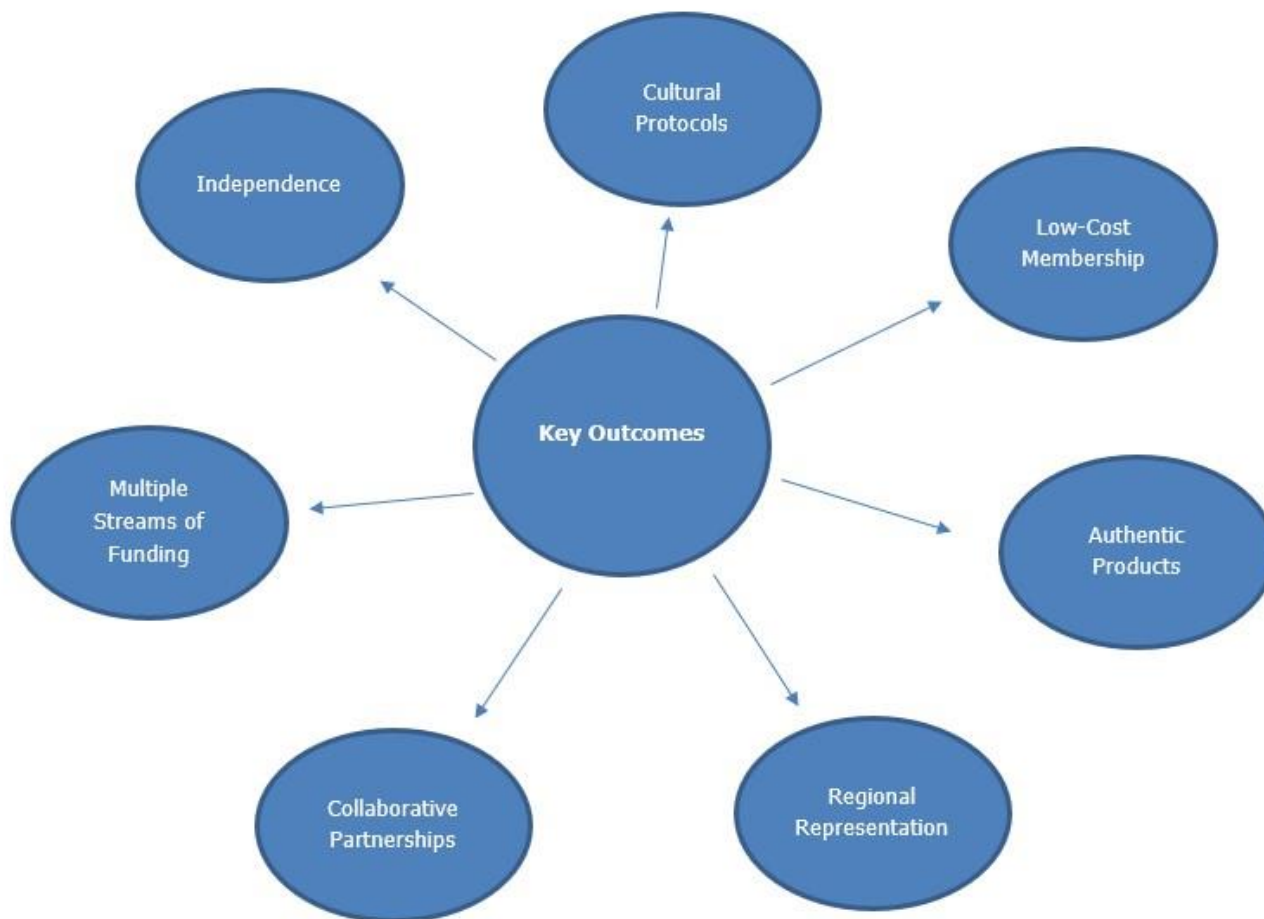 Cultural
Protocols
Independence
Low-Cost
Membership
Key Outcomes
Multiple
Streams of
Funding
Authentic
Products
Collaborative
Partnerships
Regional
Representation